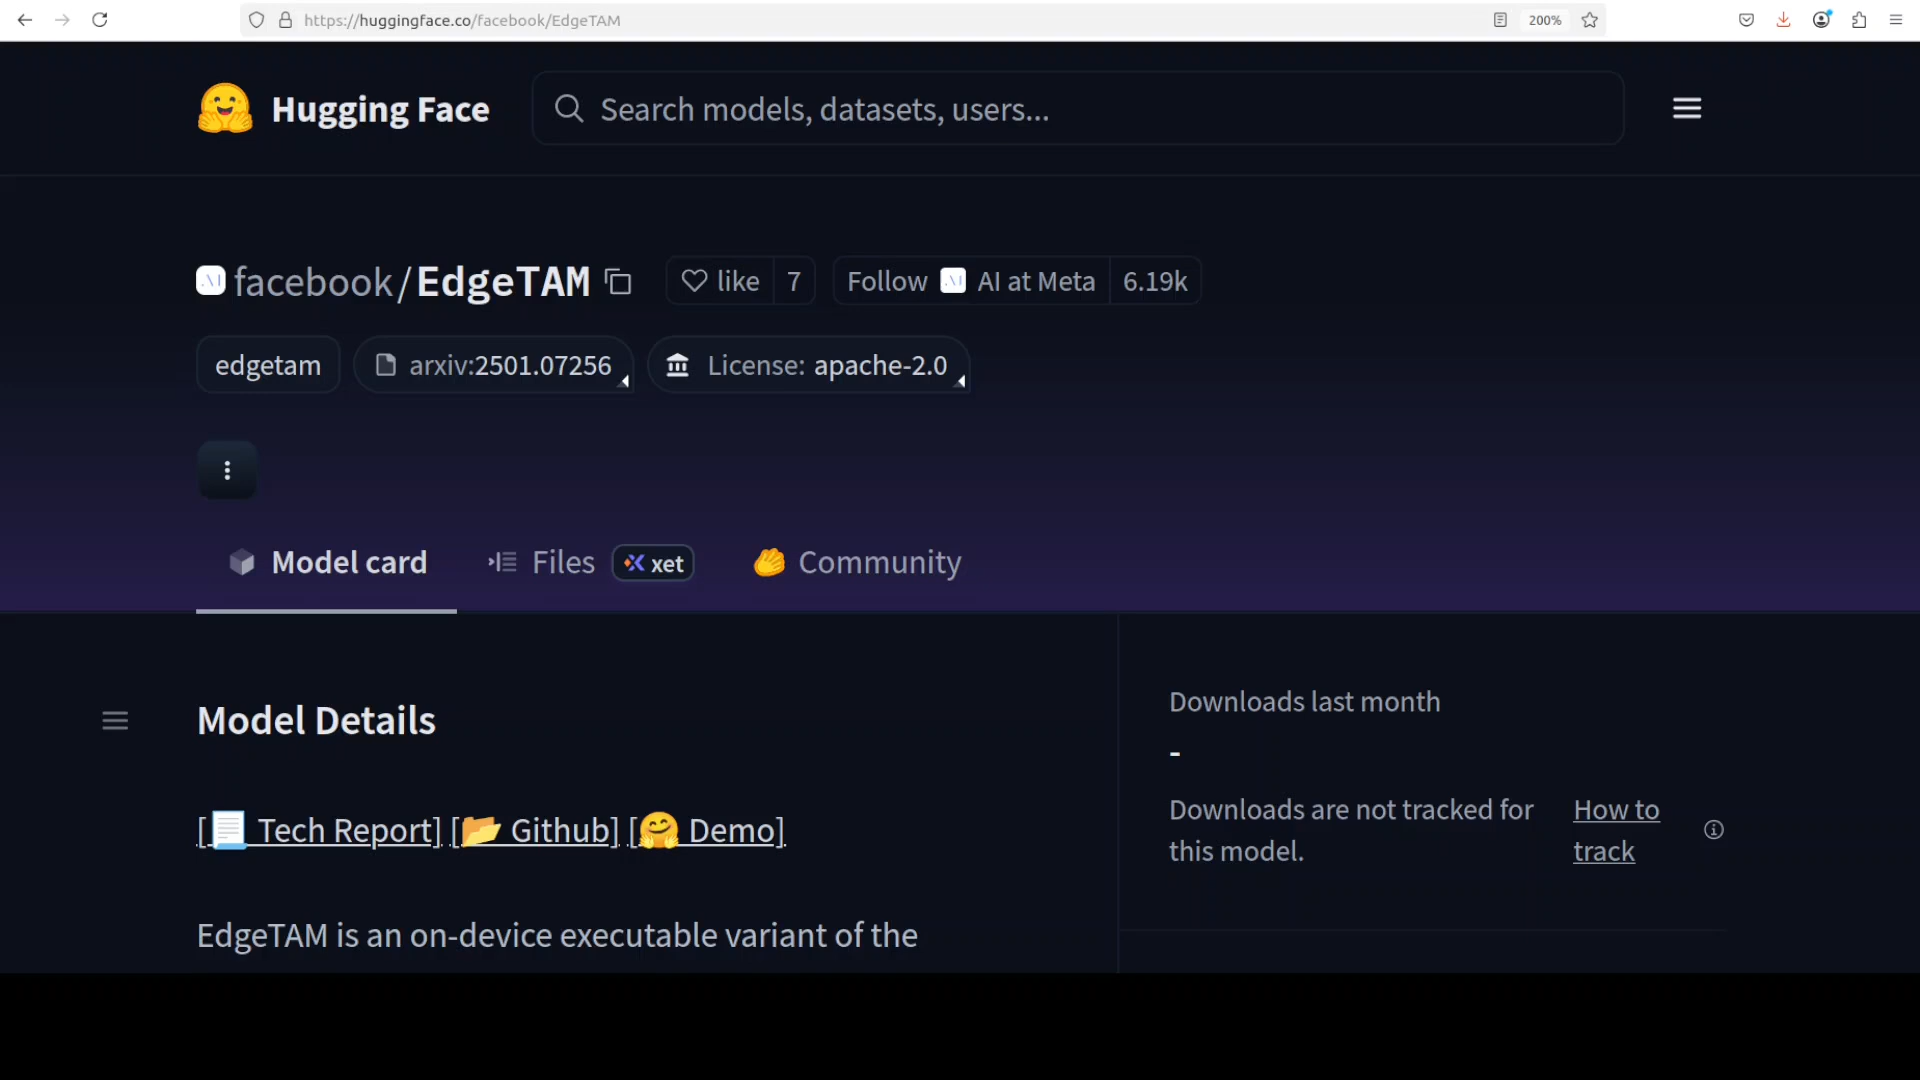 https://huggingface.co/facebook/EdgeTAM
200%
Hugging Face
Search models, datasets, users...
facebook/EdgeTAM
like 7
Follow AI at Meta 6.19k
edgetam
arxiv:2501.07256
License: apache-2.0
Model card
Files xet
Community
Model Details
[📃 Tech Report] [📂 Github] [🤗 Demo]
EdgeTAM is an on-device executable variant of the
Downloads last month
-
Downloads are not tracked for
this model.
How to
track